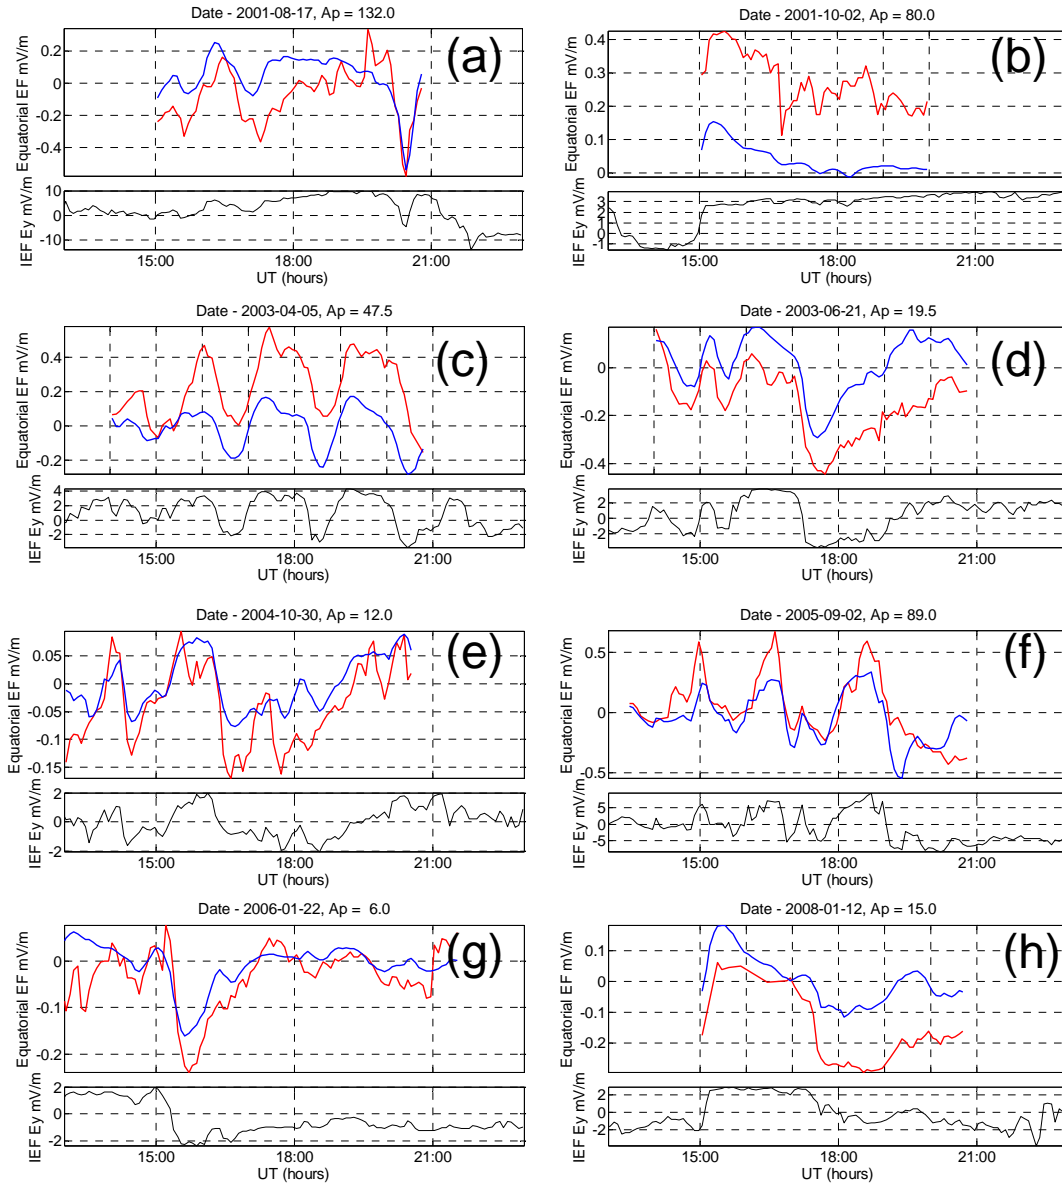 Date - 2001-08-17, Ap = 132.0
(a)
Equatorial EF mV/m
0.2
0
-0.2
-0.4
IEF Ey mV/m
10
0
-10
15:00 18:00 21:00
UT (hours)
Date - 2001-10-02, Ap = 80.0
(b)
Equatorial EF mV/m
0.4
0.3
0.2
0.1
0
IEF Ey mV/m
3
2
1
0
-1
15:00 18:00 21:00
UT (hours)
Date - 2003-04-05, Ap = 47.5
(c)
Equatorial EF mV/m
0.4
0.2
0
-0.2
IEF Ey mV/m
4
2
0
-2
15:00 18:00 21:00
UT (hours)
Date - 2003-06-21, Ap = 19.5
(d)
Equatorial EF mV/m
0
-0.2
-0.4
IEF Ey mV/m
2
0
-2
15:00 18:00 21:00
UT (hours)
Date - 2004-10-30, Ap = 12.0
(e)
Equatorial EF mV/m
0.05
0
-0.05
-0.1
-0.15
IEF Ey mV/m
2
0
-2
15:00 18:00 21:00
UT (hours)
Date - 2005-09-02, Ap = 89.0
(f)
Equatorial EF mV/m
0.5
0
-0.5
IEF Ey mV/m
5
0
-5
15:00 18:00 21:00
UT (hours)
Date - 2006-01-22, Ap = 6.0
(g)
Equatorial EF mV/m
0
-0.1
-0.2
IEF Ey mV/m
2
0
-2
15:00 18:00 21:00
UT (hours)
Date - 2008-01-12, Ap = 15.0
(h)
Equatorial EF mV/m
0.1
0
-0.1
-0.2
IEF Ey mV/m
2
0
-2
15:00 18:00 21:00
UT (hours)